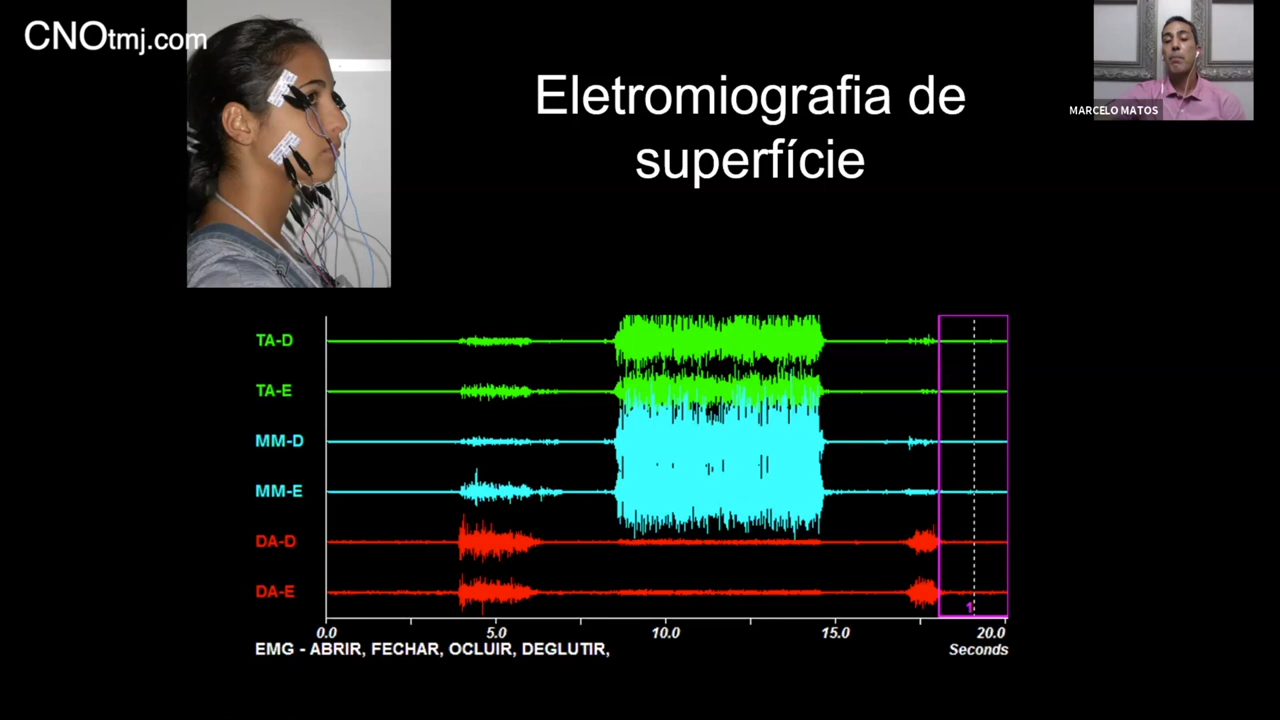 CNOtmj.com
Eletromiografia de
superfície
MARCELO MATOS
TA-D
TA-E
MM-D
MM-E
DA-D
DA-E
1
0.0 5.0 10.0 15.0 20.0
EMG - ABRIR, FECHAR, OCLUIR, DEGLUTIR,
Seconds